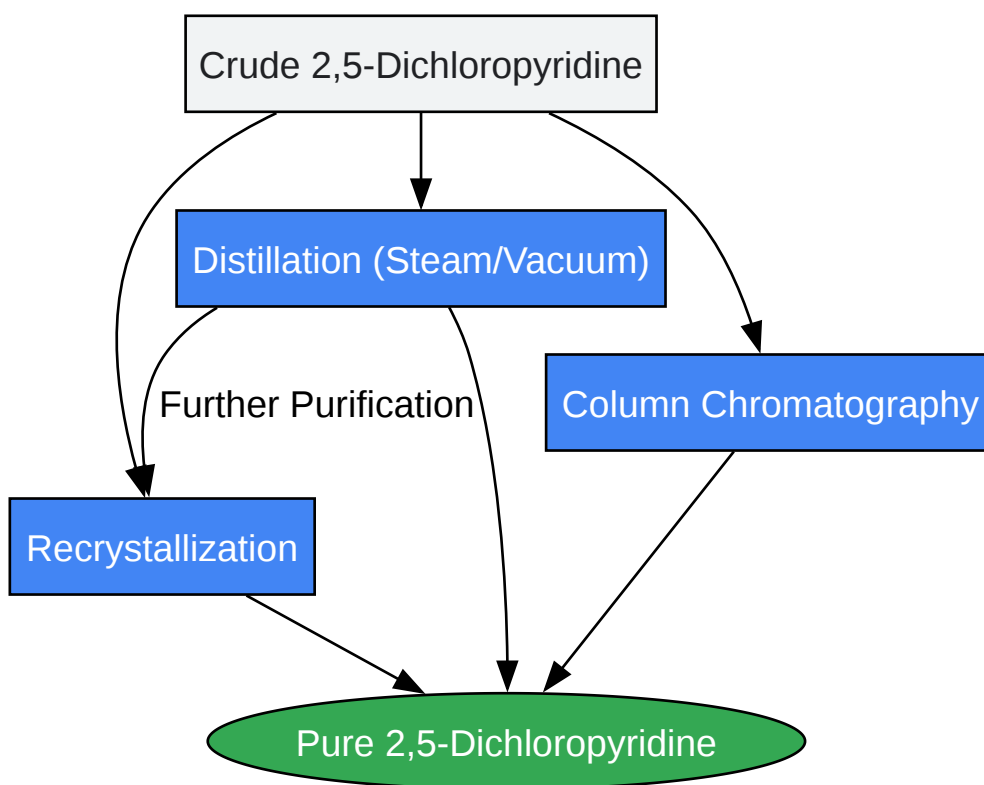 Crude 2,5-Dichloropyridine
Distillation (Steam/Vacuum)
Further Purification
Column Chromatography
Recrystallization
Pure 2,5-Dichloropyridine